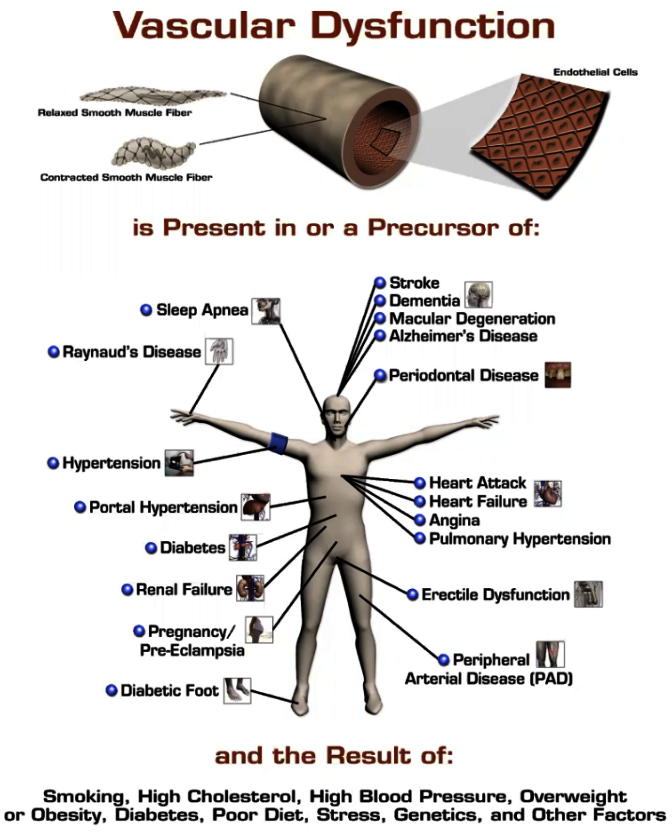 Vascular Dysfunction
Endothelial Cells
Relaxed Smooth Muscle Fiber
Contracted Smooth Muscle Fiber
is Present in or a Precursor of:
Stroke
Dementia
Macular Degeneration
Alzheimer's Disease
Periodontal Disease
Sleep Apnea
Raynaud's Disease
Hypertension
Portal Hypertension
Diabetes
Renal Failure
Pregnancy/
Pre-Eclampsia
Diabetic Foot
Heart Attack
Heart Failure
Angina
Pulmonary Hypertension
Erectile Dysfunction
Peripheral
Arterial Disease (PAD)
and the Result of:
Smoking, High Cholesterol, High Blood Pressure, Overweight
or Obesity, Diabetes, Poor Diet, Stress, Genetics, and Other Factors